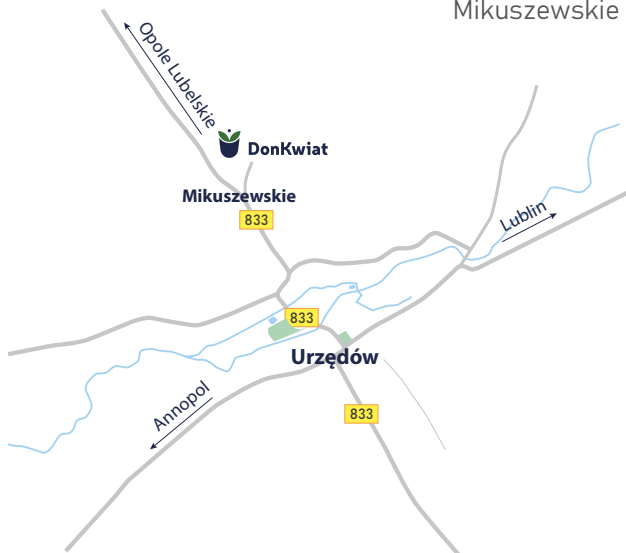 Mikuszewskie
Opole Lubelskie
DonKwiat
Mikuszewskie
833
Lublin
833
Urzędów
Annopol
833